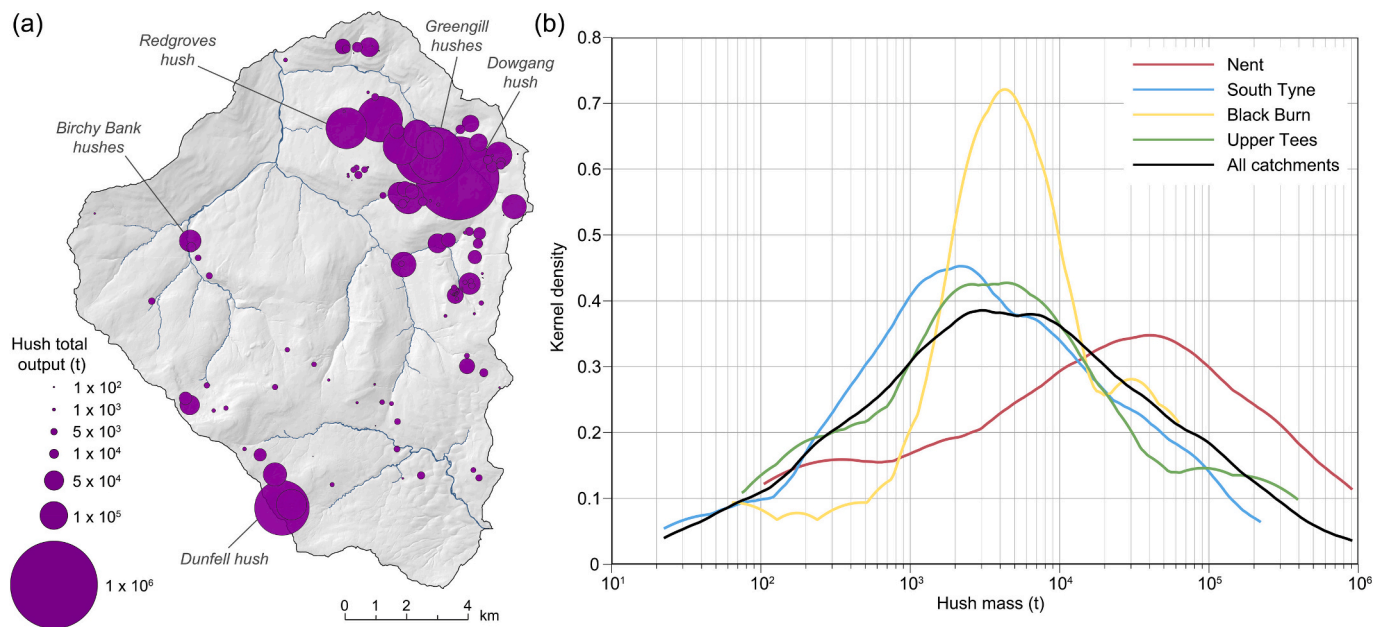 (a)
Redgroves
hush
Greengill
hushes
Dowgang
hush
Birchy Bank
hushes
Hush total
output (t)
1 x 10²
1 x 10³
5 x 10³
1 x 10⁴
5 x 10⁴
1 x 10⁵
1 x 10⁶
Dunfell hush
0 1 2 4
km
(b)
0.8
0.7
0.6
0.5
0.4
0.3
0.2
0.1
0
Kernel density
Nent
South Tyne
Black Burn
Upper Tees
All catchments
10¹ 10² 10³ 10⁴ 10⁵ 10⁶
Hush mass (t)